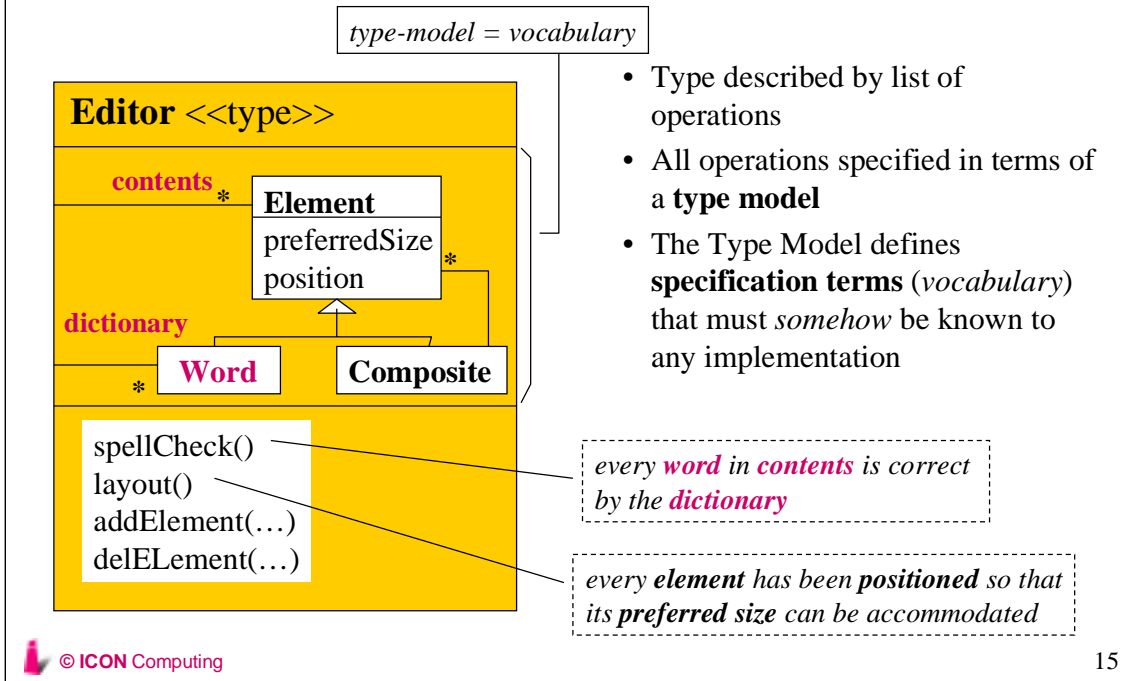 type-model = vocabulary
Editor <<type>>
contents
*
Element
preferredSize
position
*
dictionary
*
Word
Composite
spellCheck()
layout()
addElement(…)
delELement(…)
• Type described by list of
operations
• All operations specified in terms of
a type model
• The Type Model defines
specification terms (vocabulary)
that must somehow be known to
any implementation
every word in contents is correct
by the dictionary
every element has been positioned so that
its preferred size can be accommodated
© ICON Computing
15